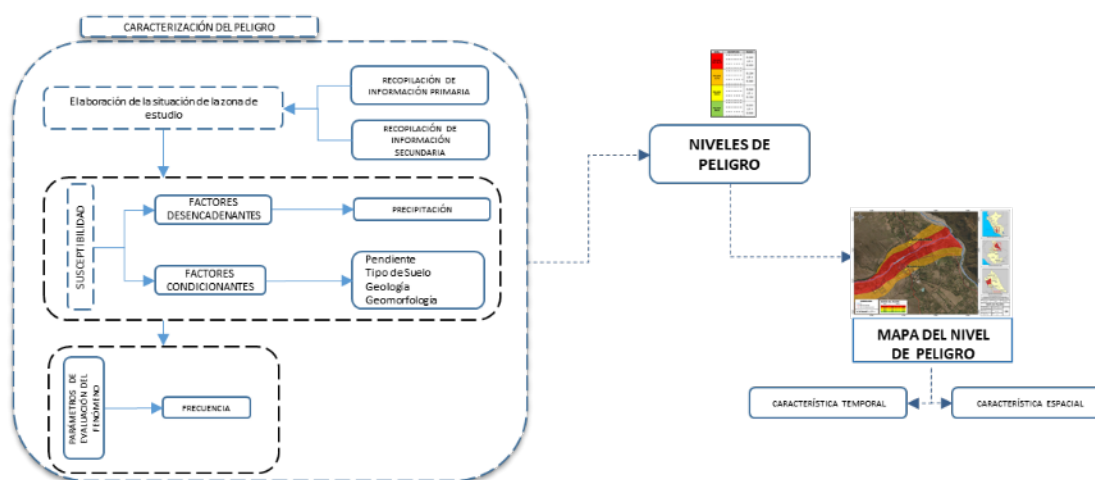 CARACTERIZACIÓN DEL PELIGRO
Elaboración de la situación de la zona de
estudio
RECOPILACIÓN DE
INFORMACIÓN PRIMARIA
RECOPILACIÓN DE
INFORMACIÓN
SECUNDARIA
SUSCEPTIBILIDAD
FACTORES
DESENCADENANTES
PRECIPITACIÓN
FACTORES
CONDICIONANTES
Pendiente
Tipo de Suelo
Geología
Geomorfología
PARÁMETROS DE
EVALUACIÓN DEL
FENÓMENO
FRECUENCIA
NIVELES DE
PELIGRO
MAPA DEL NIVEL
DE PELIGRO
CARACTERÍSTICA TEMPORAL
CARACTERÍSTICA ESPACIAL